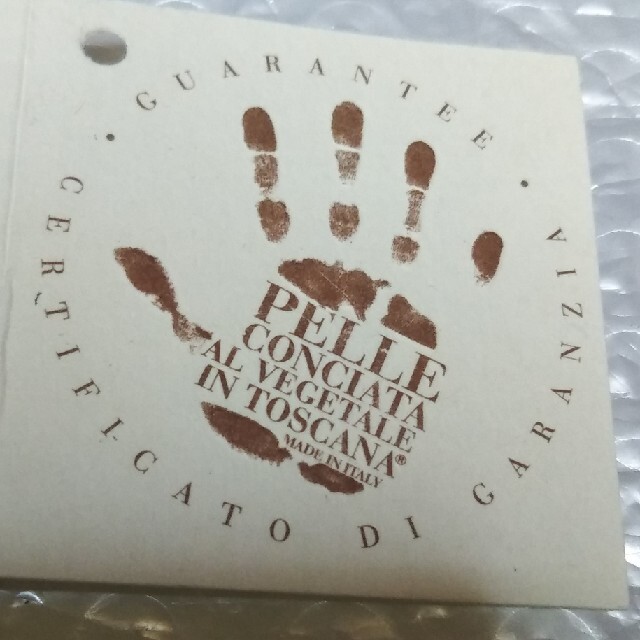 GUARANTEE
PELLE
CONCIATA
AL VEGETALE
IN TOSCANA®
MADE IN ITALY
CERTIFICATO DI GARANZIA